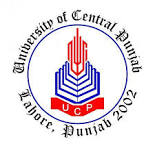 University of Central Punjab
UCP
Lahore, Punjab 2002